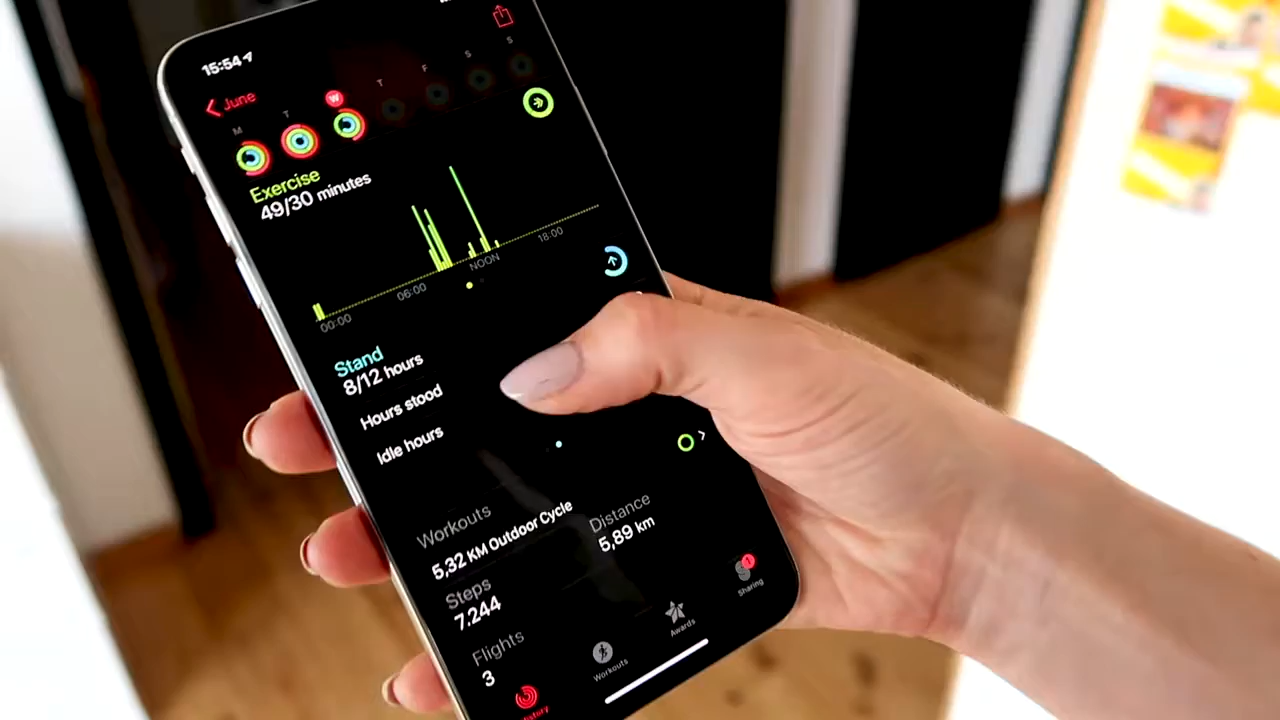 15:54
June
M T W T F S S
Exercise
49/30 minutes
00:00 06:00 NOON 18:00
Stand
8/12 hours
Hours stood
Idle hours
Workouts
5,32 KM Outdoor Cycle
Steps
7.244
Distance
5,89 km
Flights
3
Workouts
Awards
Sharing
1